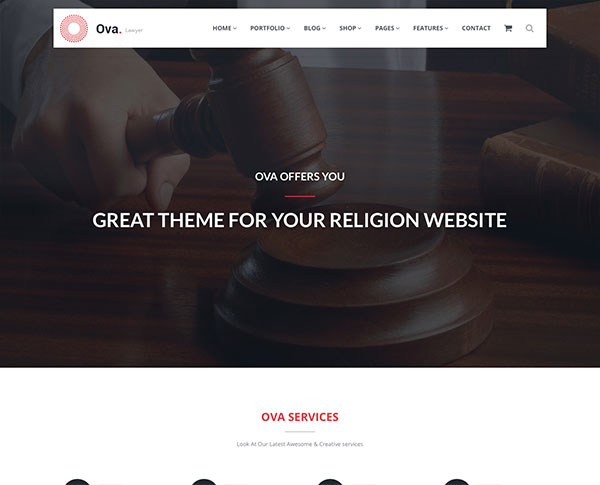 Ova. Lawyer HOME PORTFOLIO BLOG SHOP PAGES FEATURES CONTACT
OVA OFFERS YOU
GREAT THEME FOR YOUR RELIGION WEBSITE
OVA SERVICES
Look At Our Latest Awesome & Creative services